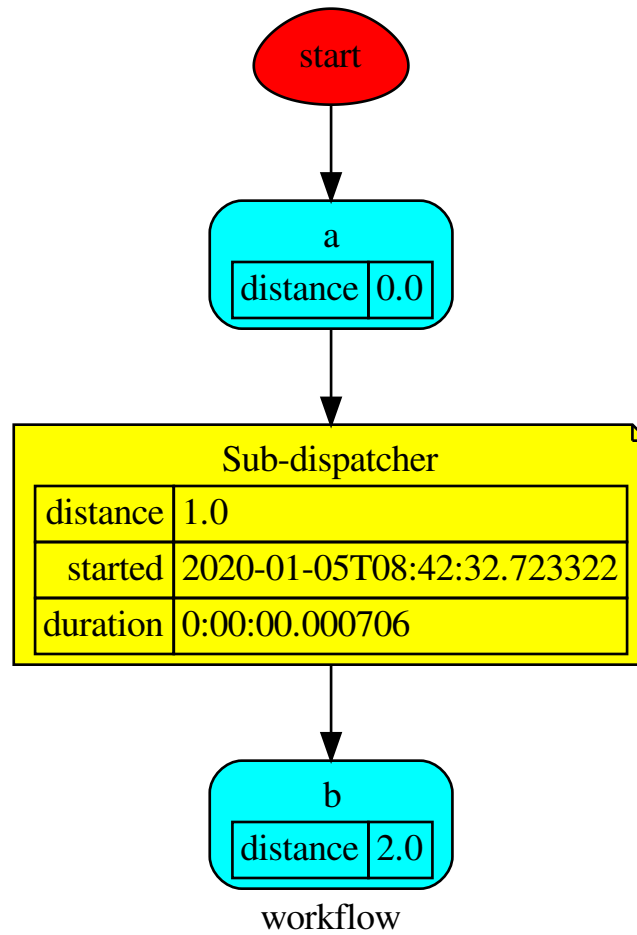 start
a
distance 0.0
Sub-dispatcher
distance 1.0
started 2020-01-05T08:42:32.723322
duration 0:00:00.000706
b
distance 2.0
workflow